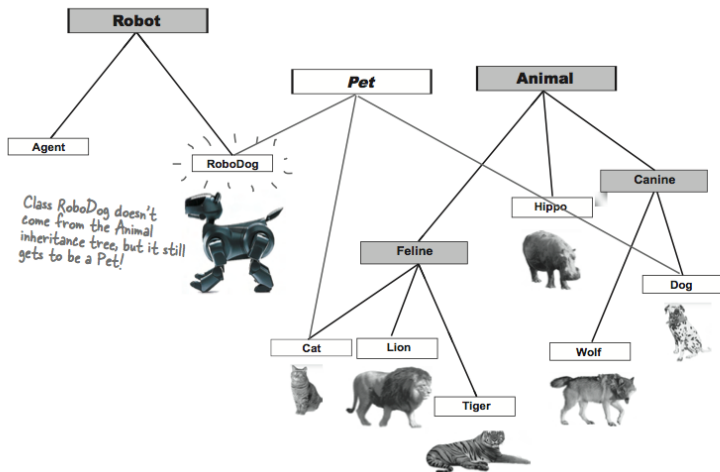 Robot
Pet
Animal
Agent
RoboDog
Canine
Class RoboDog doesn't
come from the Animal
inheritance tree, but it still
gets to be a Pet!
Hippo
Feline
Dog
Cat
Lion
Wolf
Tiger